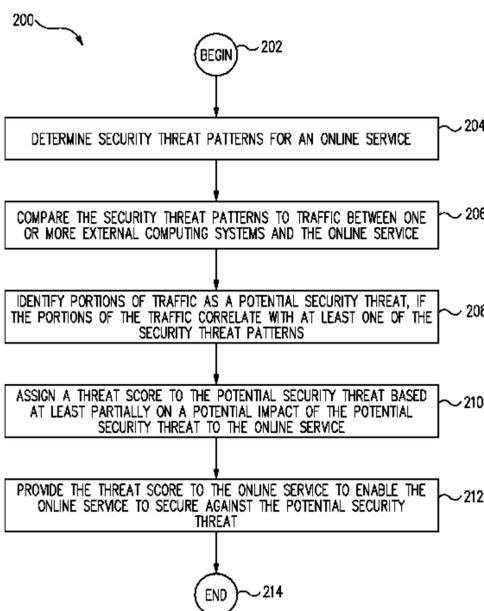 200
BEGIN
202
DETERMINE SECURITY THREAT PATTERNS FOR AN ONLINE SERVICE
204
COMPARE THE SECURITY THREAT PATTERNS TO TRAFFIC BETWEEN ONE
OR MORE EXTERNAL COMPUTING SYSTEMS AND THE ONLINE SERVICE
206
IDENTIFY PORTIONS OF TRAFFIC AS A POTENTIAL SECURITY THREAT, IF
THE PORTIONS OF THE TRAFFIC CORRELATE WITH AT LEAST ONE OF THE
SECURITY THREAT PATTERNS
208
ASSIGN A THREAT SCORE TO THE POTENTIAL SECURITY THREAT BASED
AT LEAST PARTIALLY ON A POTENTIAL IMPACT OF THE POTENTIAL
SECURITY THREAT TO THE ONLINE SERVICE
210
PROVIDE THE THREAT SCORE TO THE ONLINE SERVICE TO ENABLE THE
ONLINE SERVICE TO SECURE AGAINST THE POTENTIAL SECURITY
THREAT
212
END
214